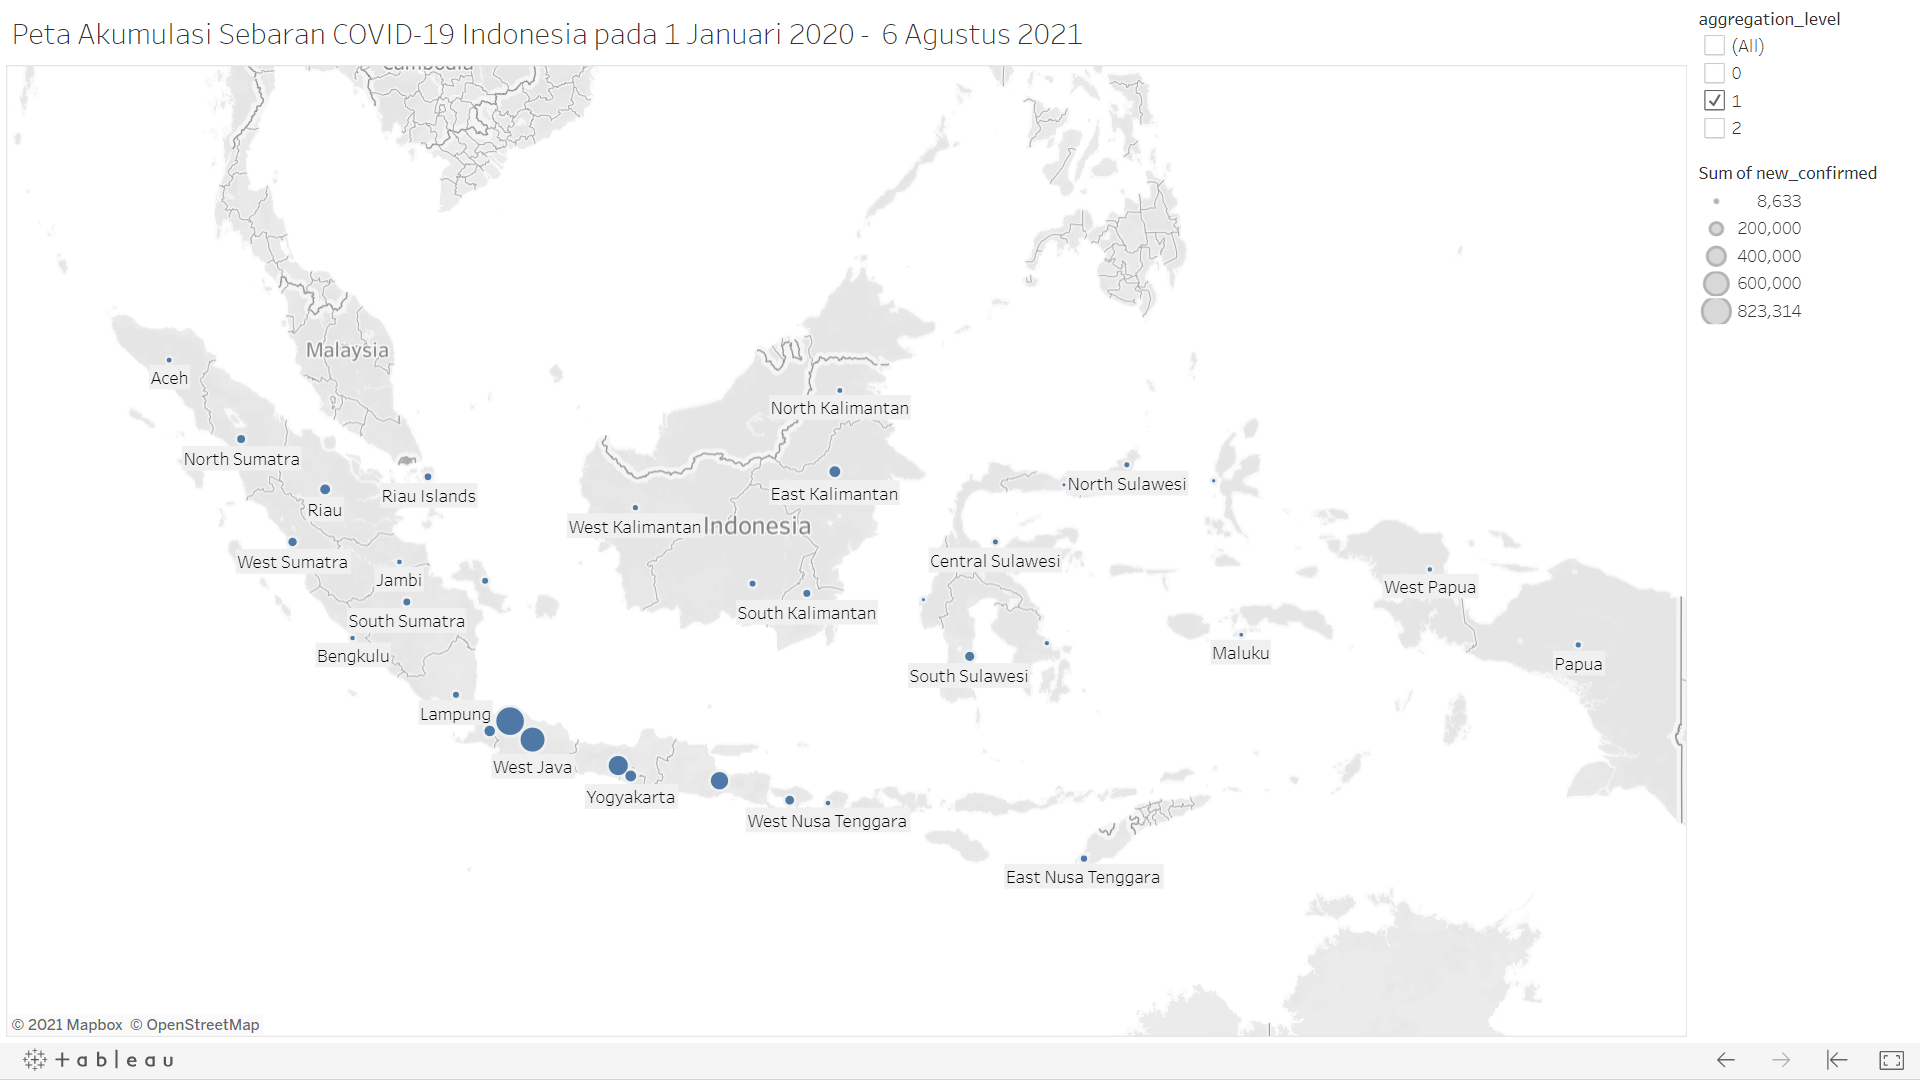 Peta Akumulasi Sebaran COVID-19 Indonesia pada 1 Januari 2020 - 6 Agustus 2021
aggregation_level
(All)
0
1
2
Sum of new_confirmed
8,633
200,000
400,000
600,000
823,314
Cambodia
Malaysia
Aceh
North Kalimantan
North Sumatra
Riau Islands
North Sulawesi
East Kalimantan
Riau
West Kalimantan
Indonesia
West Sumatra
Central Sulawesi
Jambi
West Papua
South Sumatra
South Kalimantan
Bengkulu
Maluku
Papua
South Sulawesi
Lampung
West Java
Yogyakarta
West Nusa Tenggara
East Nusa Tenggara
© 2021 Mapbox © OpenStreetMap
+ a b l e a u